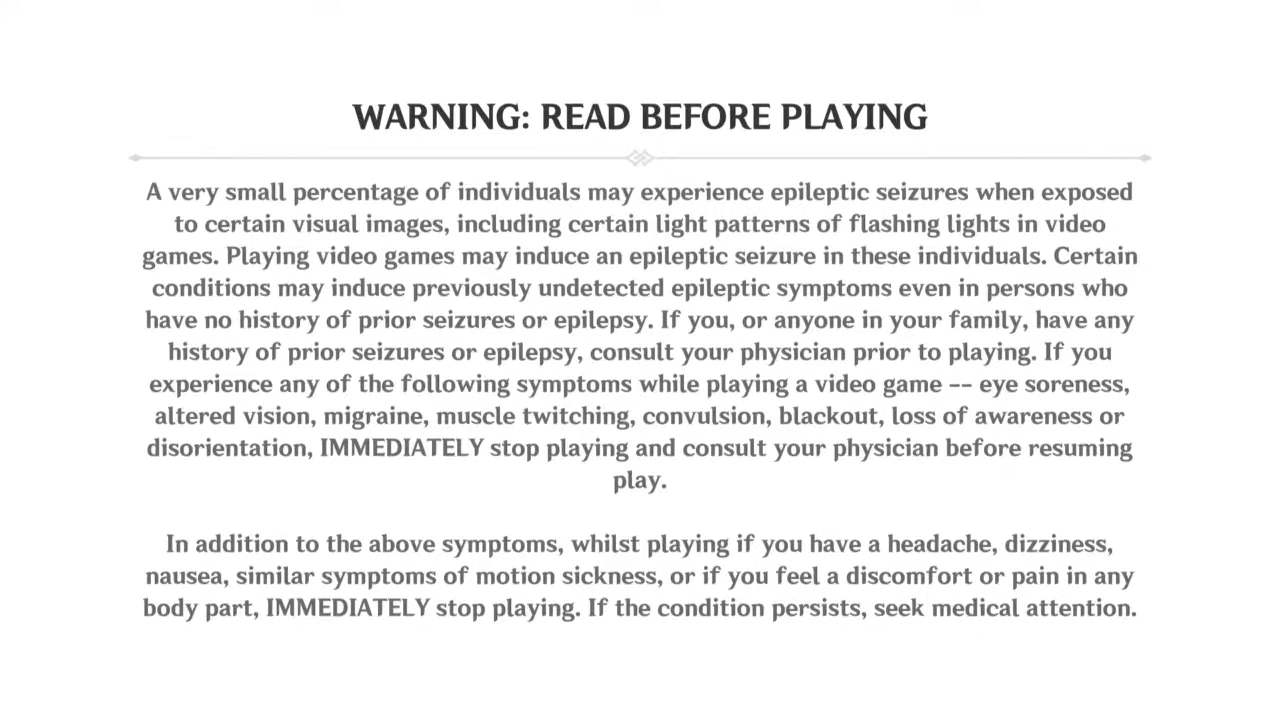 WARNING: READ BEFORE PLAYING
A very small percentage of individuals may experience epileptic seizures when exposed
to certain visual images, including certain light patterns of flashing lights in video
games. Playing video games may induce an epileptic seizure in these individuals. Certain
conditions may induce previously undetected epileptic symptoms even in persons who
have no history of prior seizures or epilepsy. If you, or anyone in your family, have any
history of prior seizures or epilepsy, consult your physician prior to playing. If you
experience any of the following symptoms while playing a video game -- eye soreness,
altered vision, migraine, muscle twitching, convulsion, blackout, loss of awareness or
disorientation, IMMEDIATELY stop playing and consult your physician before resuming
play.
In addition to the above symptoms, whilst playing if you have a headache, dizziness,
nausea, similar symptoms of motion sickness, or if you feel a discomfort or pain in any
body part, IMMEDIATELY stop playing. If the condition persists, seek medical attention.